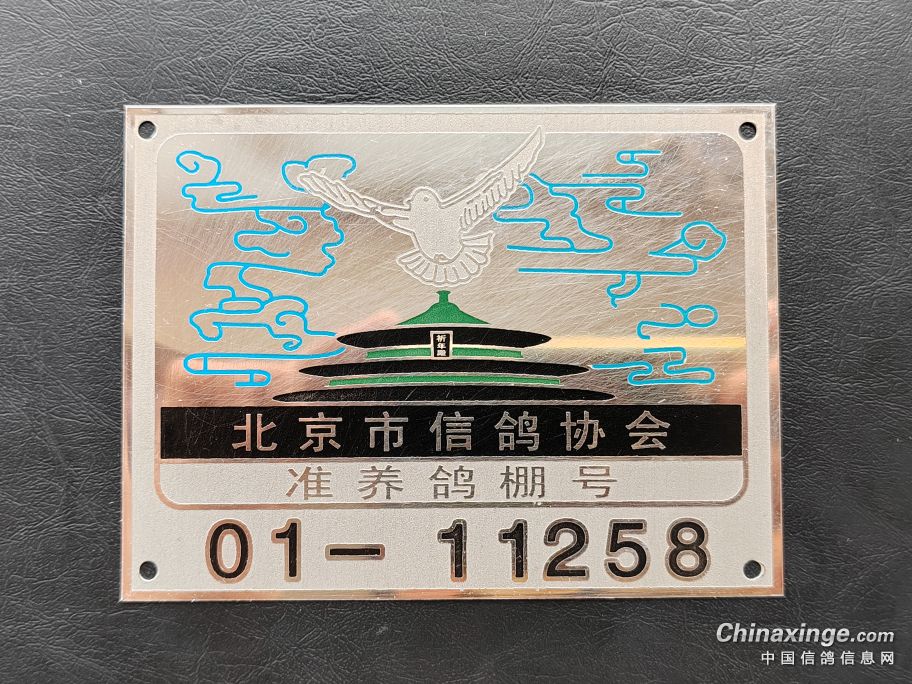 祈年殿
北京市信鸽协会
准养鸽棚号
01-11258
Chinaxinge.com
中国信鸽信息网